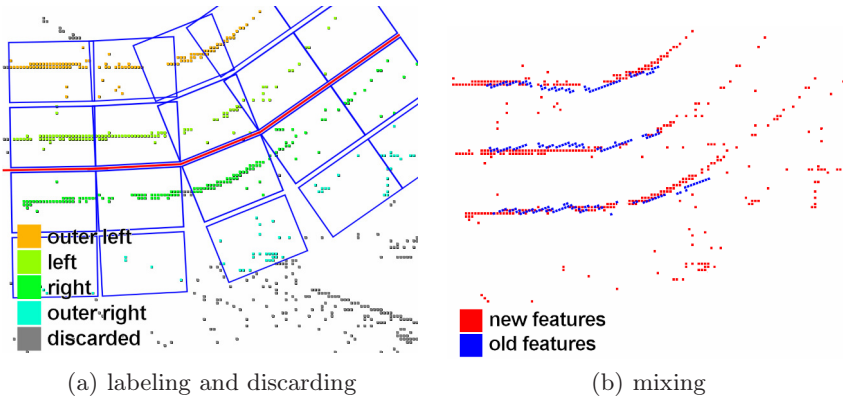 outer left
left
right
outer right
discarded
new features
old features
(a) labeling and discarding
(b) mixing